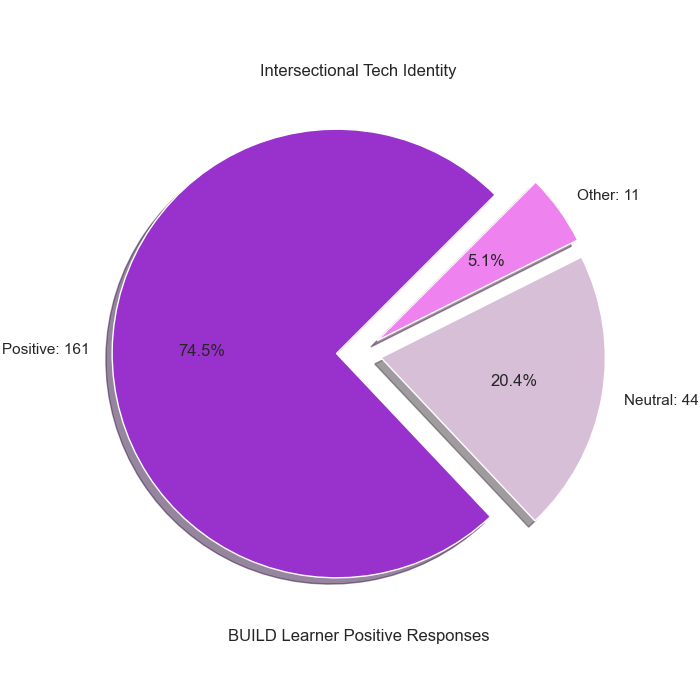 Intersectional Tech Identity
Other: 11
5.1%
Positive: 161
74.5%
20.4%
Neutral: 44
BUILD Learner Positive Responses